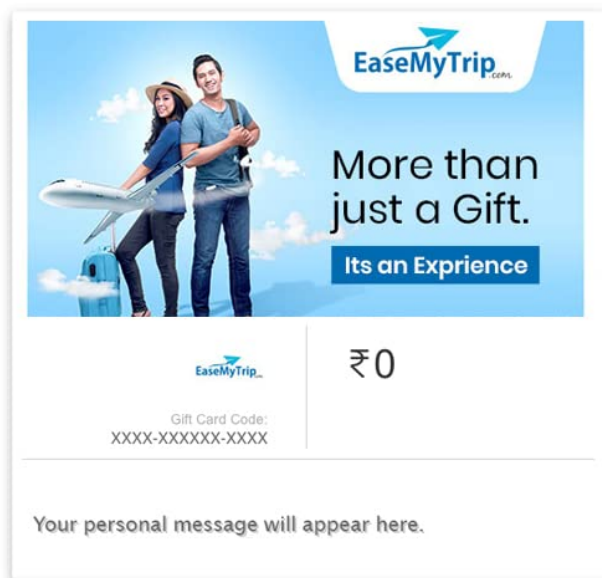 EaseMyTrip
.com
More than
just a Gift.
Its an Exprience
EaseMyTrip
₹0
Gift Card Code:
XXXX-XXXXXX-XXXX
Your personal message will appear here.